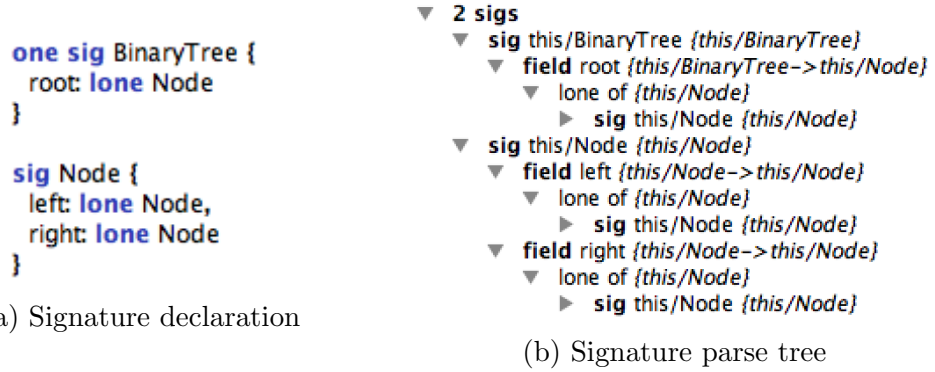 one sig BinaryTree {
root: lone Node
}
sig Node {
left: lone Node,
right: lone Node
}
a) Signature declaration
2 sigs
sig this/BinaryTree {this/BinaryTree}
field root {this/BinaryTree->this/Node}
lone of {this/Node}
sig this/Node {this/Node}
sig this/Node {this/Node}
field left {this/Node->this/Node}
lone of {this/Node}
sig this/Node {this/Node}
field right {this/Node->this/Node}
lone of {this/Node}
sig this/Node {this/Node}
(b) Signature parse tree